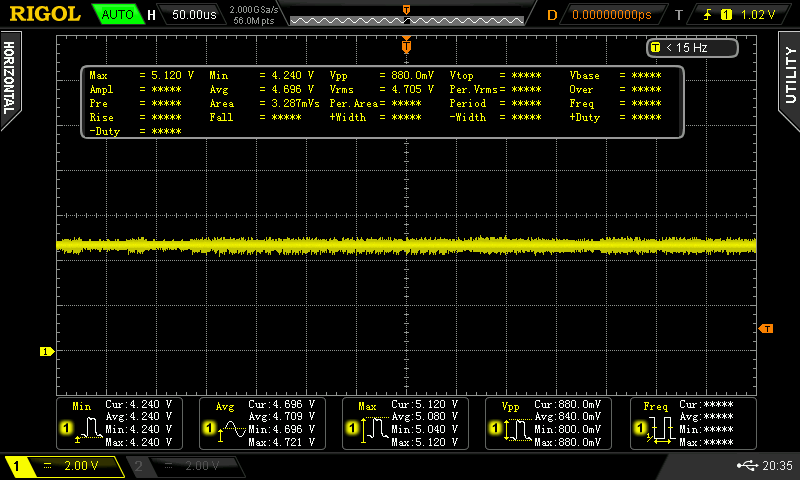 RIGOL AUTO H 50.00us 2.000GSa/s 56.0M pts D 0.00000000ps T 1 1.02 V
HORIZONTAL
UTILITY
T
T < 15 Hz
Max = 5.120 V Min = 4.240 V Vpp = 880.0mV Vtop = ***** Vbase = *****
Ampl = ***** Avg = 4.696 V Vrms = 4.705 V Per.Vrms= ***** Over = *****
Pre = ***** Area = 3.287mVs Per.Area= ***** Period = ***** Freq = *****
Rise = ***** Fall = ***** +Width = ***** -Width = ***** +Duty = *****
-Duty = *****
T
1
Min Cur:4.240 V
Avg:4.240 V
1 Min:4.240 V
Max:4.240 V
Avg Cur:4.696 V
Avg:4.709 V
1 Min:4.696 V
Max:4.721 V
Max Cur:5.120 V
Avg:5.080 V
1 Min:5.040 V
Max:5.120 V
Vpp Cur:880.0mV
Avg:840.0mV
1 Min:800.0mV
Max:880.0mV
Freq Cur:*****
Avg:*****
1 Min:*****
Max:*****
1 2.00 V 2 2.00 V 20:35